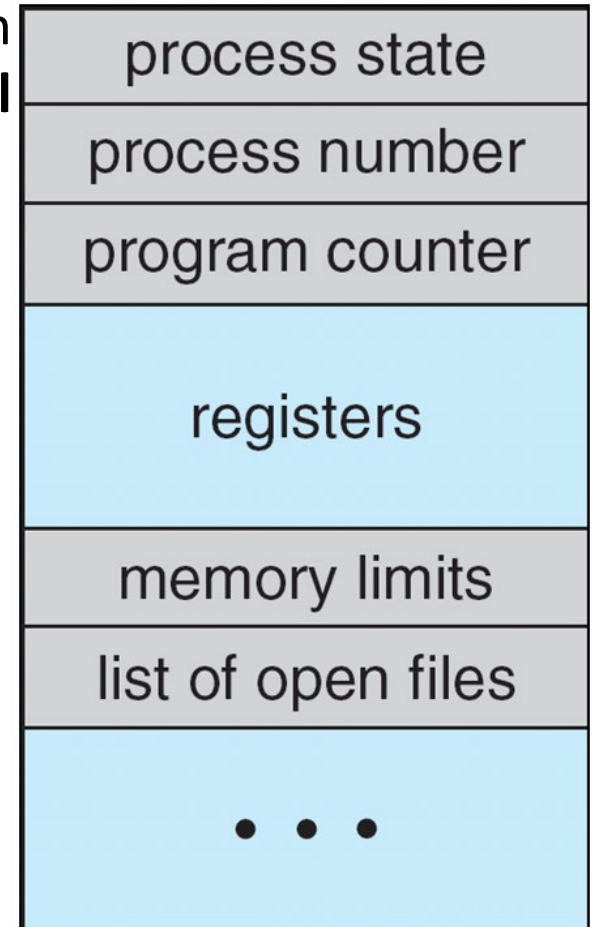 n
l
process state
process number
program counter
registers
memory limits
list of open files
• • •